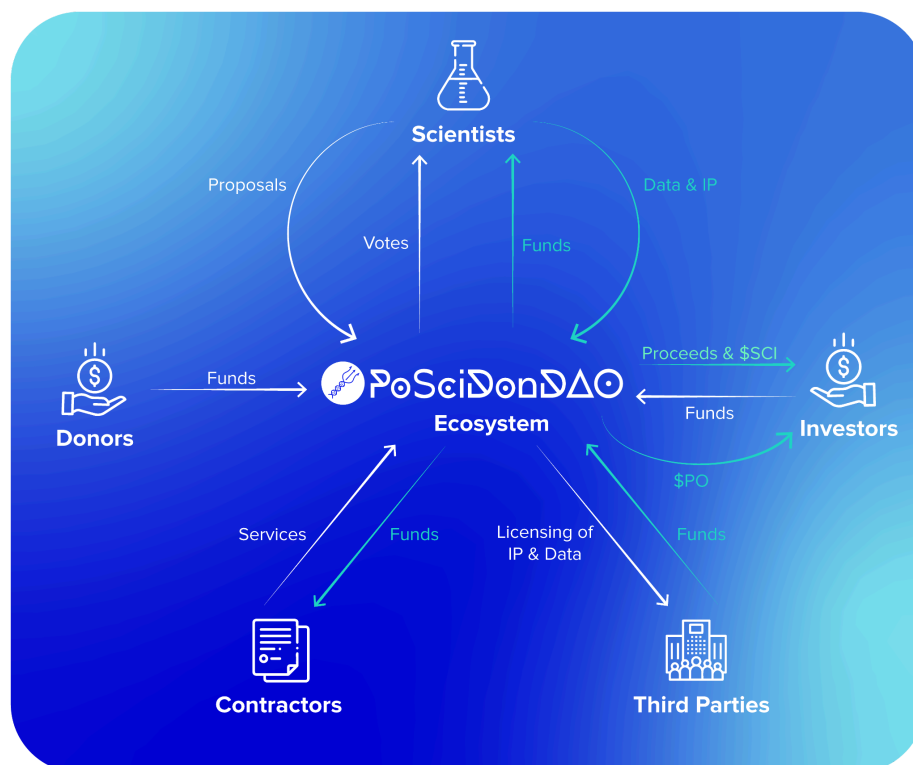 Scientists
Proposals
Data & IP
Votes
Funds
Proceeds & $SCI
Funds
PoSciDonDAO
Funds
Donors
Ecosystem
Investors
$PO
Services
Funds
Licensing of
IP & Data
Funds
Contractors
Third Parties